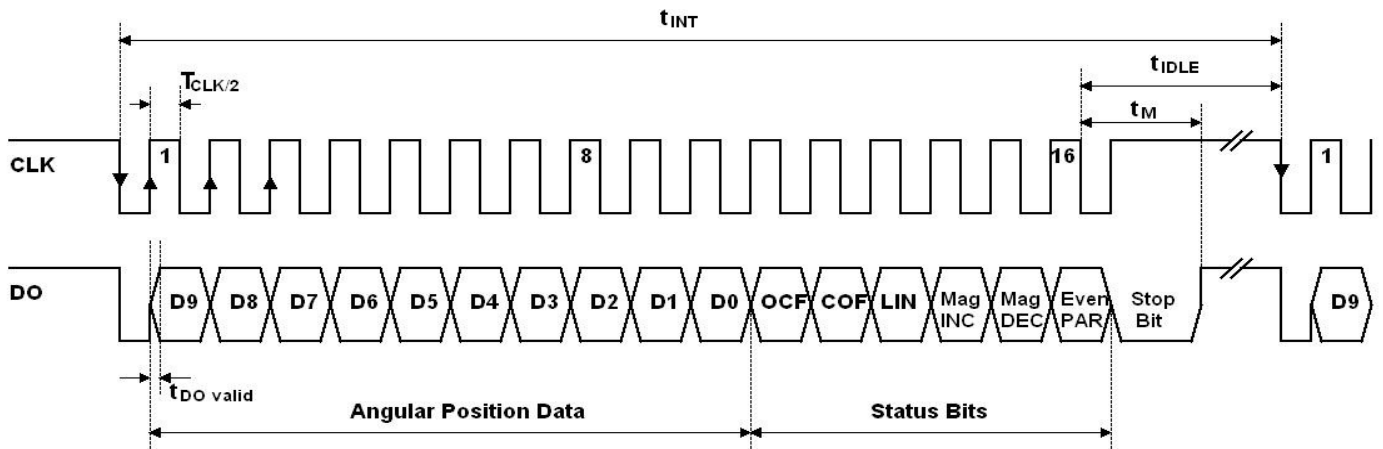 tINT
tIDLE
TCLK/2
tM
CLK
1
8
16
1
DO
D9
D8
D7
D6
D5
D4
D3
D2
D1
D0
OCF
COF
LIN
Mag
INC
Mag
DEC
Even
PAR
Stop
Bit
D9
tDO valid
Angular Position Data
Status Bits